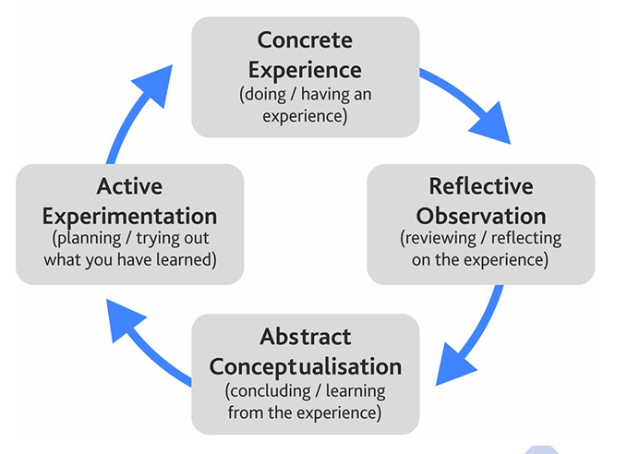 Concrete
Experience
(doing / having an
experience)
Active
Experimentation
(planning / trying out
what you have learned)
Reflective
Observation
(reviewing / reflecting
on the experience)
Abstract
Conceptualisation
(concluding / learning
from the experience)